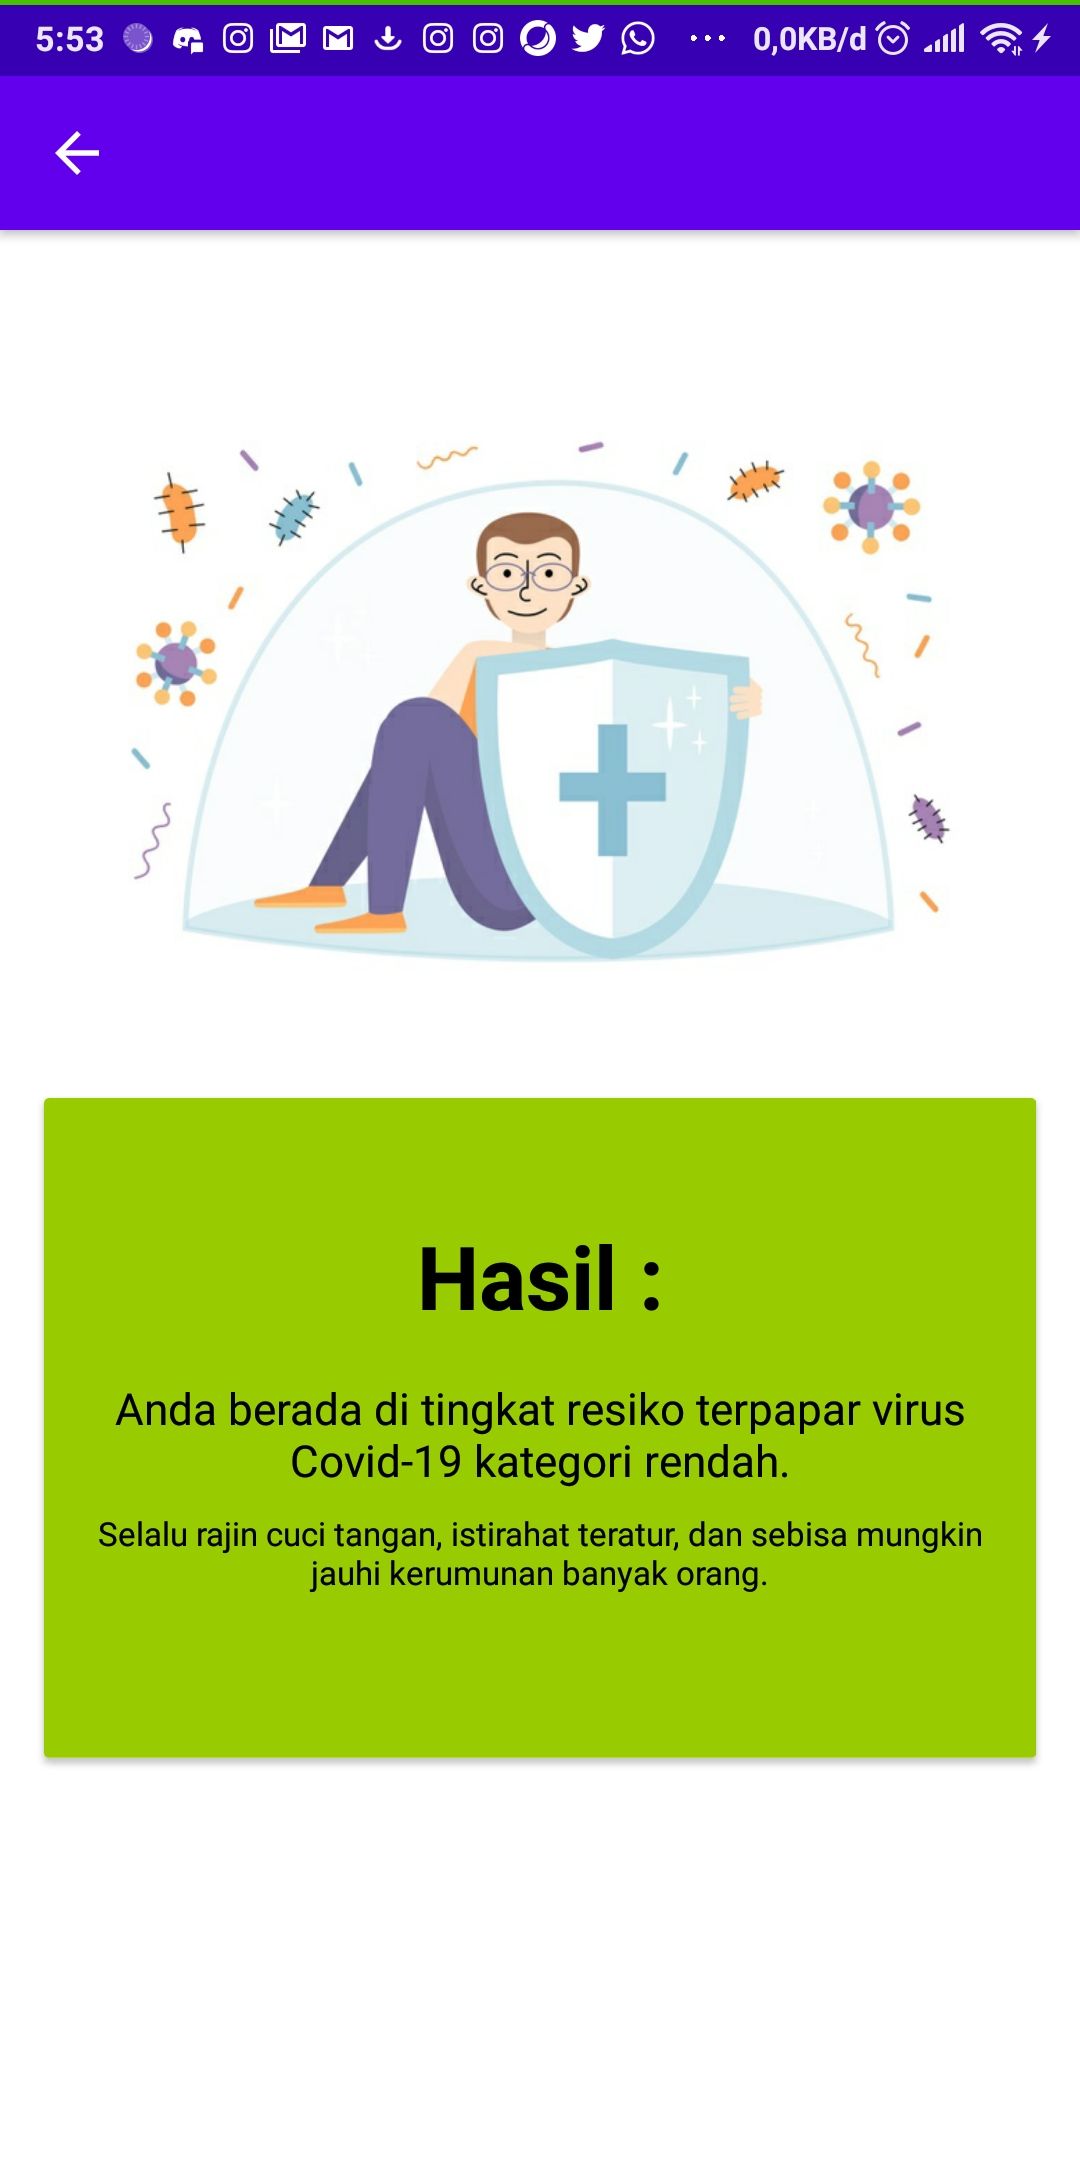 5:53 0,0KB/d
Hasil :
Anda berada di tingkat resiko terpapar virus
Covid-19 kategori rendah.
Selalu rajin cuci tangan, istirahat teratur, dan sebisa mungkin
jauhi kerumunan banyak orang.